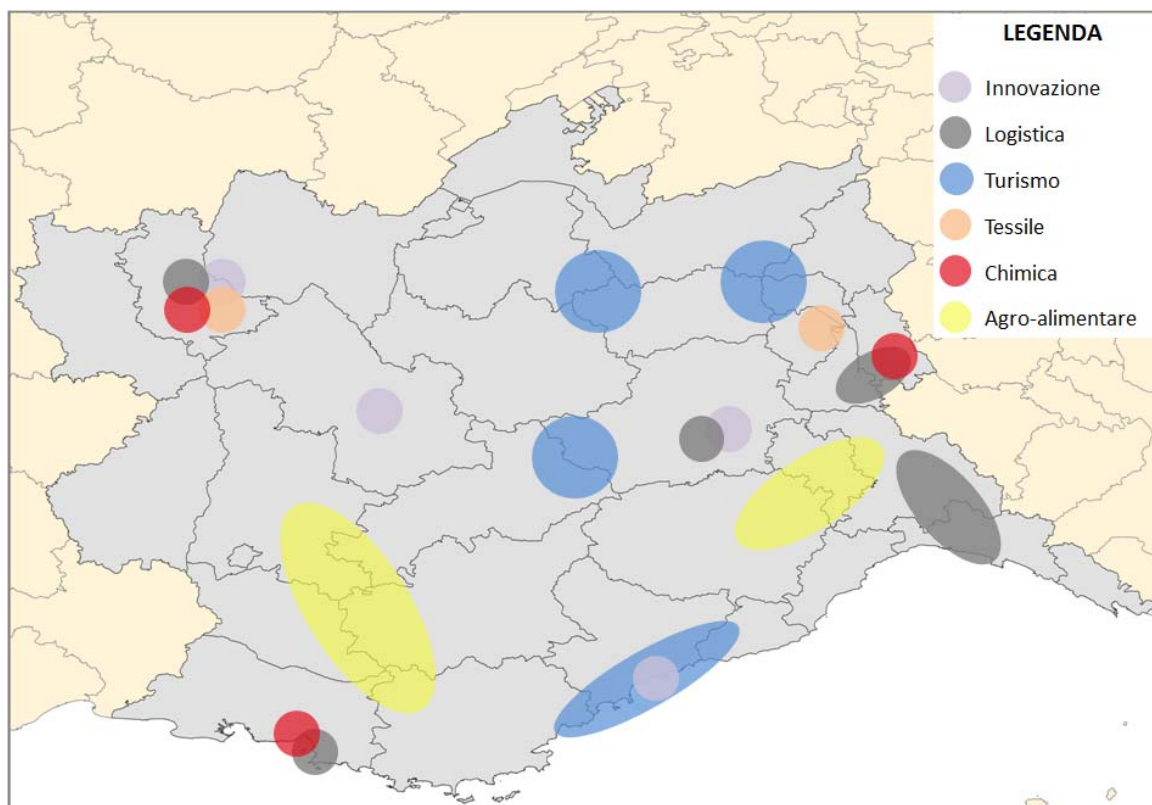 LEGENDA
Innovazione
Logistica
Turismo
Tessile
Chimica
Agro-alimentare